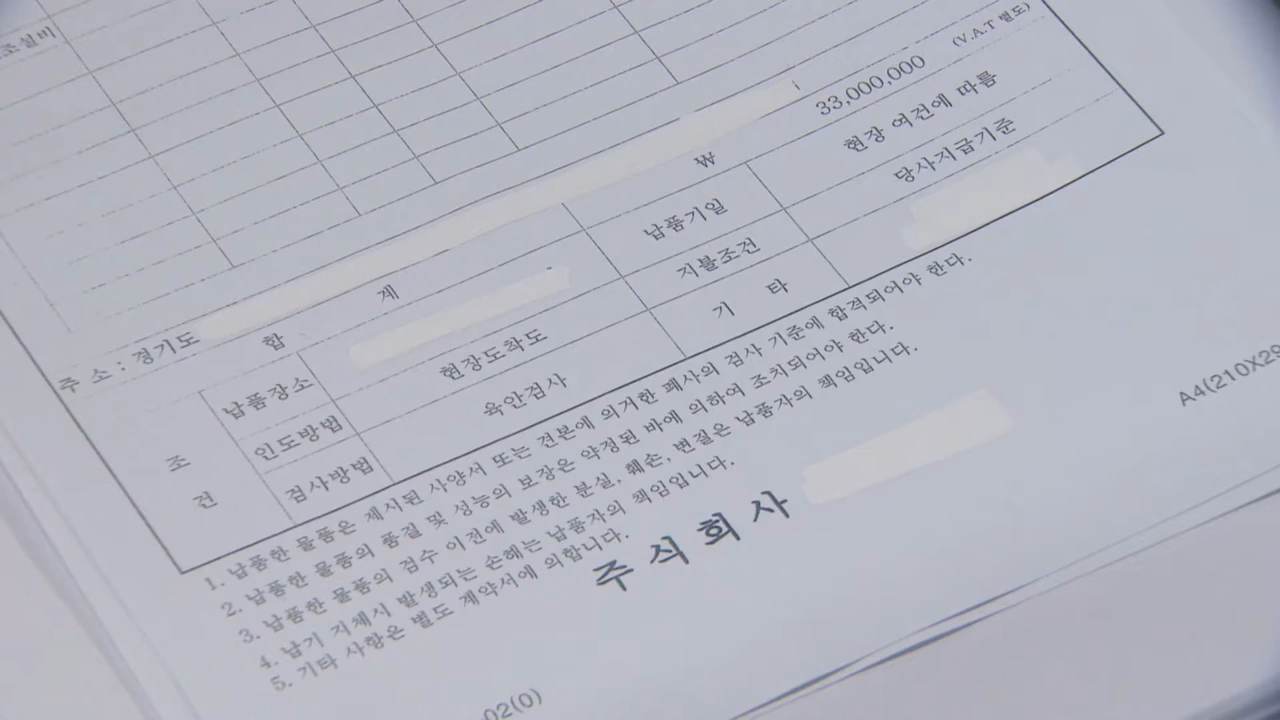 조설비
주 소 : 경기도
합 계 ₩ 33,000,000 (V.A.T 별도)
조 건
납품장소 납품기일 현장 여건에 따름
인도방법 현장도착도 지불조건 당사지급기준
검사방법 육안검사 기 타
1. 납품한 물품은 제시된 사양서 또는 견본에 의거한 폐사의 검사 기준에 합격되어야 한다.
2. 납품한 물품의 품질 및 성능의 보장은 약정된 바에 의하여 조치되어야 한다.
3. 납품한 물품의 검수 이전에 발생한 분실, 훼손, 변질은 납품자의 책임입니다.
4. 납기 지체시 발생되는 손해는 납품자의 책임입니다.
5. 기타 사항은 별도 계약서에 의합니다.
주식회사
-02(0)
A4(210X29